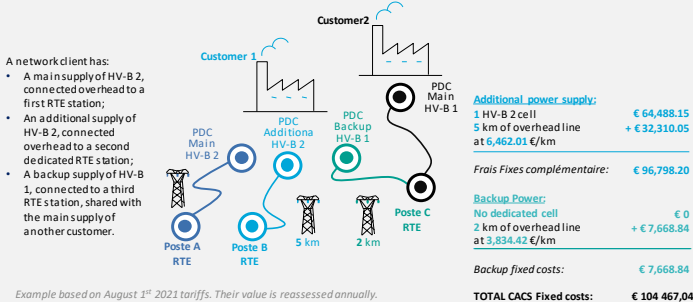 Customer2
Customer 1
A network client has:
• A main supply of HV-B 2,
connected overhead to a
first RTE station;
• An additional supply of
HV-B 2, connected
overhead to a second
dedicated RTE station;
• A backup supply of HV-B
1, connected to a third
RTE station, shared with
the main supply of
another customer.
PDC
Main
HV-B 2
PDC
Additiona
HV-B 2
PDC
Backup
HV-B 1
PDC
Main
HV-B 1
Poste A
RTE
Poste B
RTE
5 km
2 km
Poste C
RTE
Additional power supply:
1 HV-B 2 cell € 64,488.15
5 km of overhead line + € 32,310.05
at 6,462.01 €/km
Frais Fixes complémentaire: € 96,798.20
Backup Power:
No dedicated cell € 0
2 km of overhead line + € 7,668.84
at 3,834.42 €/km
Backup fixed costs: € 7,668.84
TOTAL CACS Fixed costs: € 104 467,04
Example based on August 1st 2021 tariffs. Their value is reassessed annually.